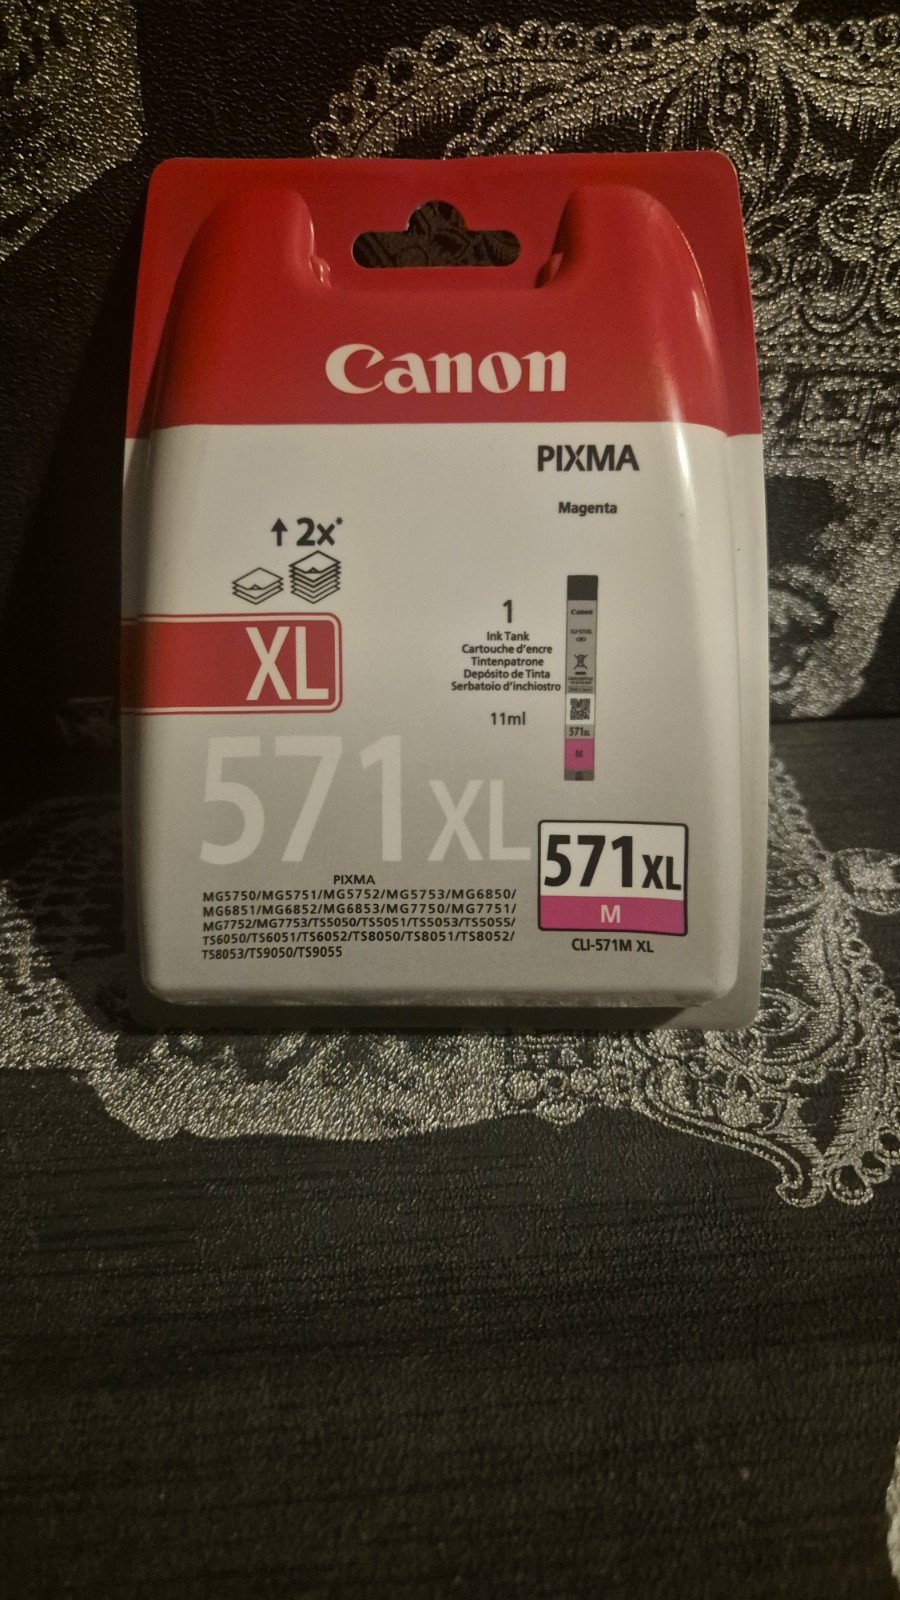 Canon
PIXMA
Magenta
↑ 2x*
XL
1
Ink Tank
Cartouche d'encre
Tintenpatrone
Depósito de Tinta
Serbatoio d'inchiostro
11ml
Canon
571XL
M
571XL
571XL
M
CLI-571M XL
PIXMA
MG5750/MG5751/MG5752/MG5753/MG6850/
MG6851/MG6852/MG6853/MG7750/MG7751/
MG7752/MG7753/TS5050/TS5051/TS5053/TS5055/
TS6050/TS6051/TS6052/TS8050/TS8051/TS8052/
TS8053/TS9050/TS9055